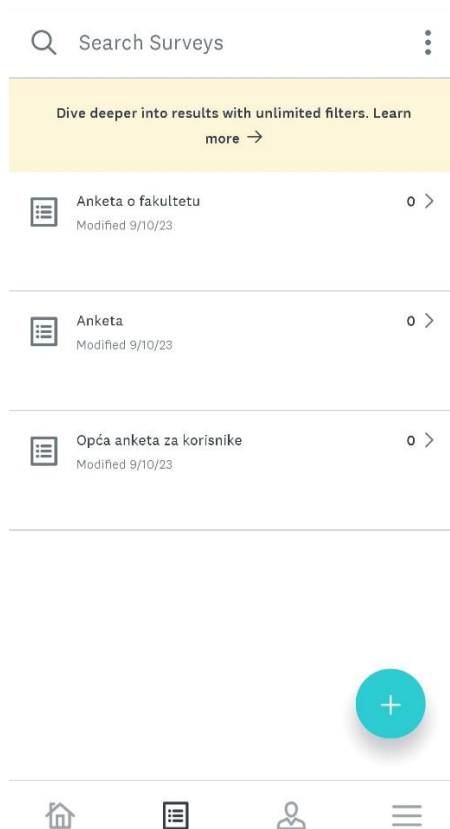 Search Surveys
Dive deeper into results with unlimited filters. Learn
more →
Anketa o fakultetu
0
Modified 9/10/23
Anketa
0
Modified 9/10/23
Opća anketa za korisnike
0
Modified 9/10/23